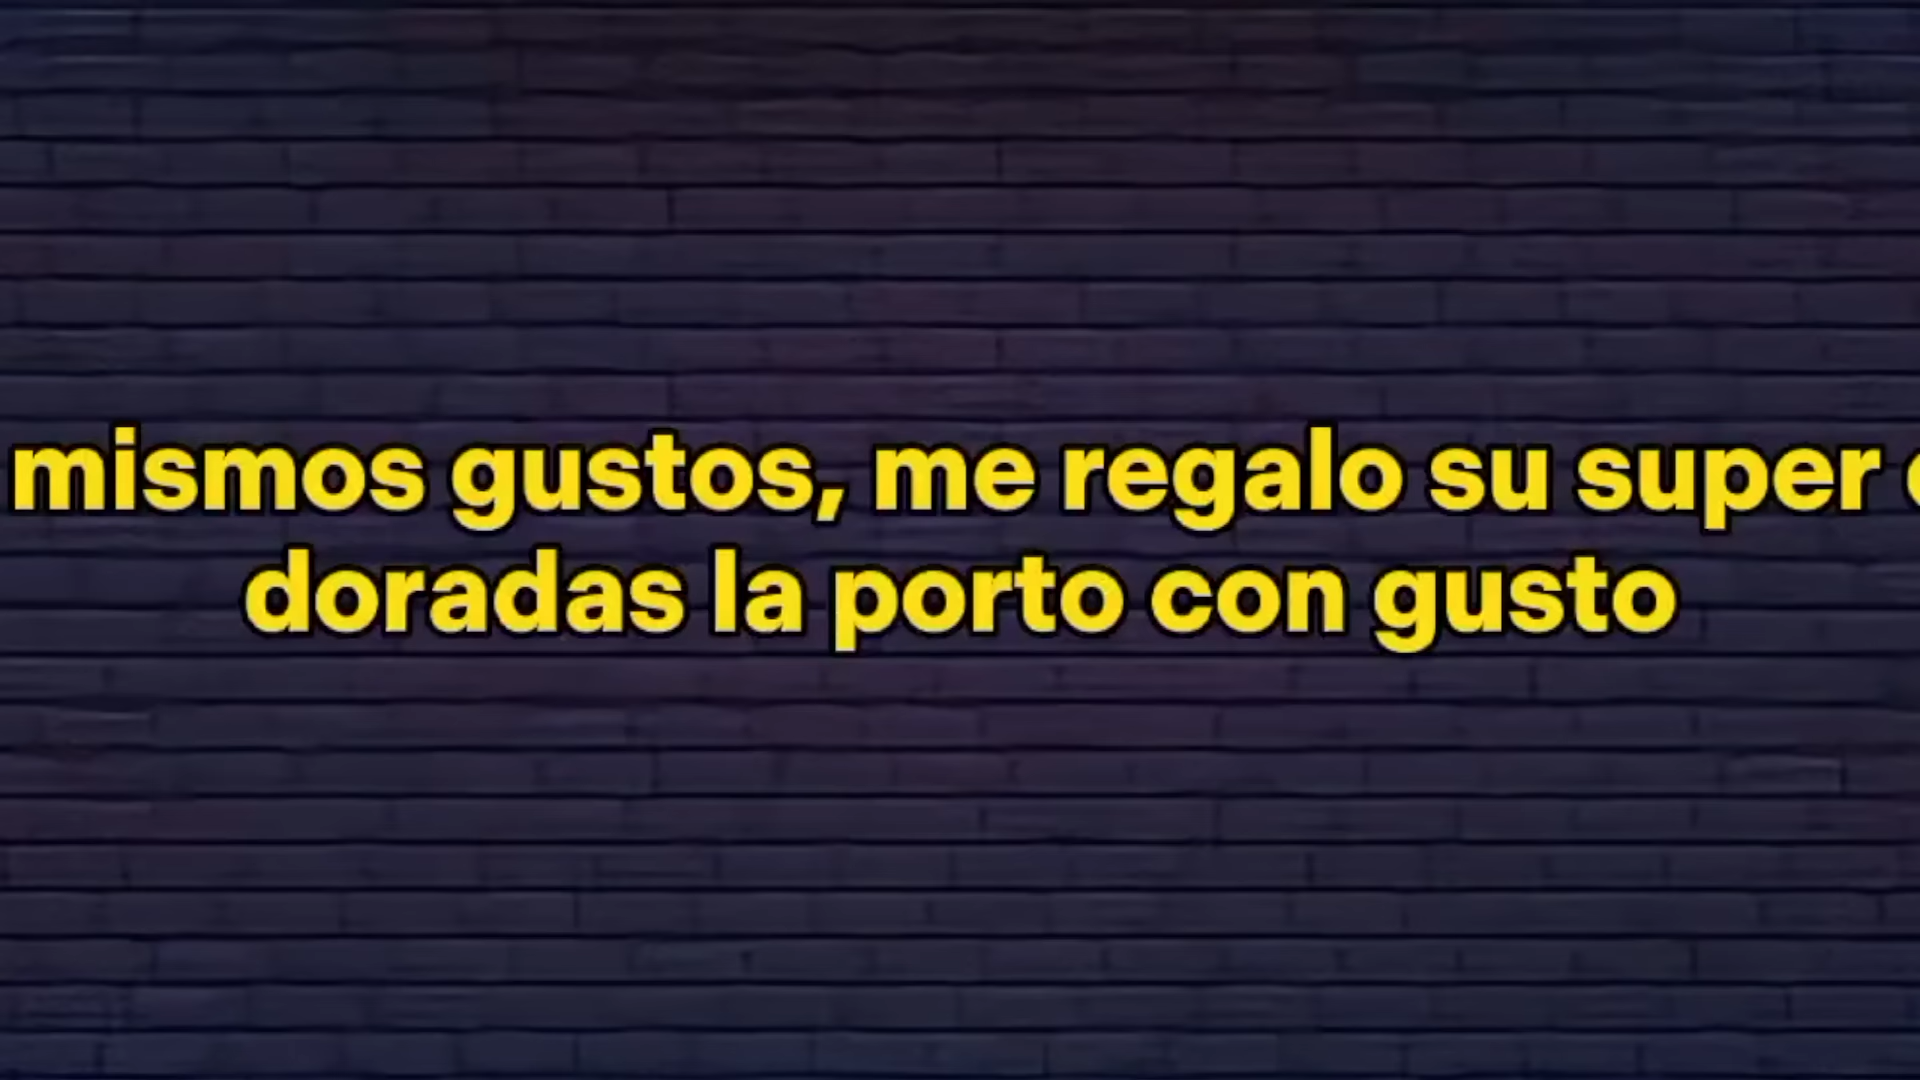 mismos gustos, me regalo su super
doradas la porto con gusto